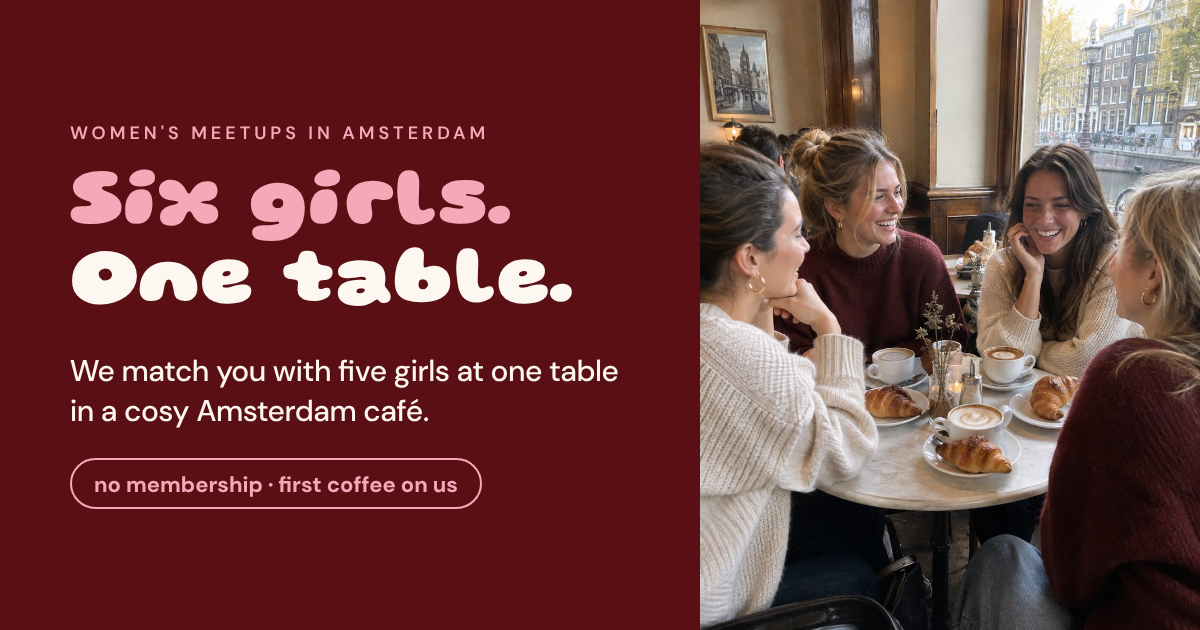 WOMEN'S MEETUPS IN AMSTERDAM
Six girls.
One table.
We match you with five girls at one table
in a cosy Amsterdam café.
no membership · first coffee on us